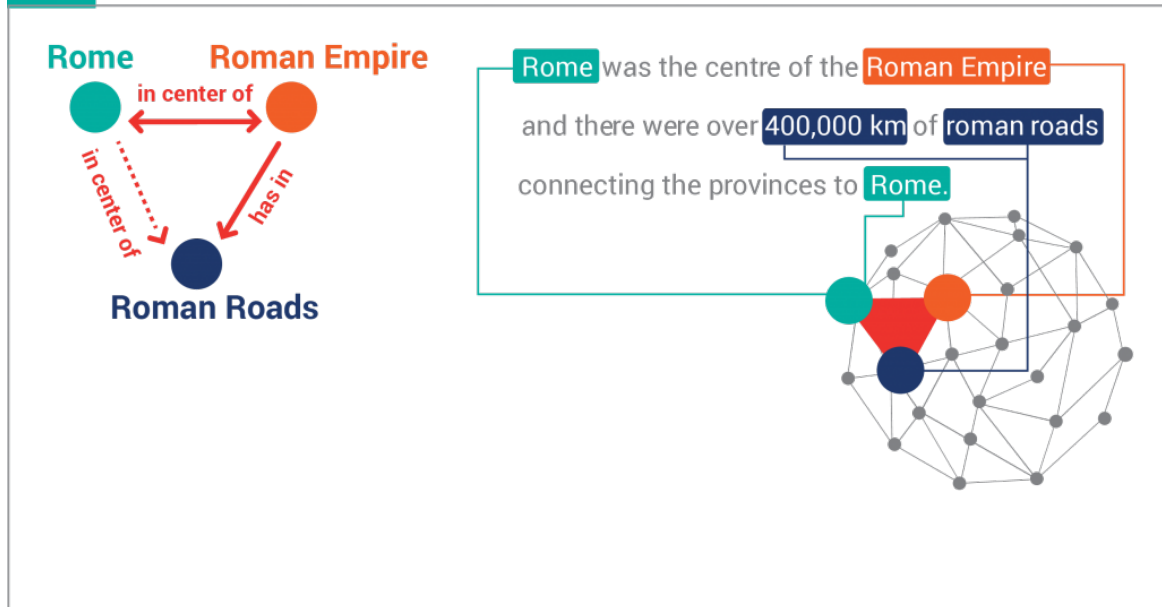 Rome
Roman Empire
in center of
in center of
has in
Roman Roads
Rome was the centre of the Roman Empire
and there were over 400,000 km of roman roads
connecting the provinces to Rome.